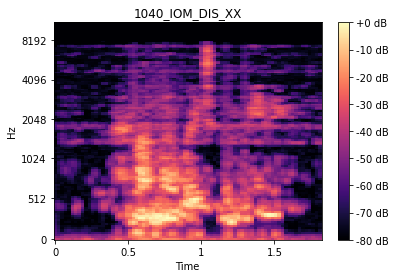 1040_IOM_DIS_XX
+0 dB
8192
-10 dB
4096
-20 dB
-30 dB
2048
Hz
-40 dB
1024
-50 dB
512
-60 dB
-70 dB
0
-80 dB
0
0.5
1
1.5
Time